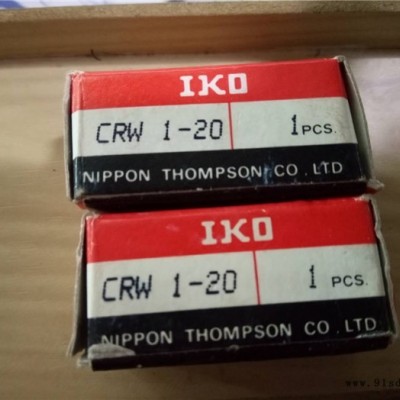 IKO
CRW 1-20 1 PCS.
NIPPON THOMPSON CO.LTD
IKO
CRW 1-20 1 PCS.
NIPPON THOMPSON CO.LTD